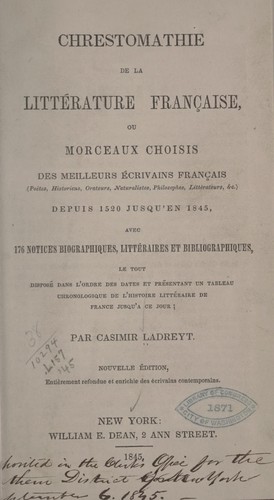 CHRESTOMATHIE
DE LA
LITTÉRATURE FRANÇAISE,
OU
MORCEAUX CHOISIS
DES MEILLEURS ÉCRIVAINS FRANÇAIS
(Poètes, Historiens, Orateurs, Naturalistes, Philosophes, Littérateurs, &c.)
DEPUIS 1520 JUSQU'EN 1845,
AVEC
176 NOTICES BIOGRAPHIQUES, LITTÉRAIRES ET BIBLIOGRAPHIQUES,
LE TOUT
DISPOSÉ DANS L'ORDRE DES DATES ET PRÉSENTANT UN TABLEAU
CHRONOLOGIQUE DE L'HISTOIRE LITTÉRAIRE DE
FRANCE JUSQU'À CE JOUR;
PAR CASIMIR LADREYT.
NOUVELLE ÉDITION,
Entièrement refondue et enrichie des écrivains contemporains.
1871
NEW YORK:
WILLIAM E. DEAN, 2 ANN STREET.
1845.
posited in the Clerks Office for the
District New York
6. 1845.